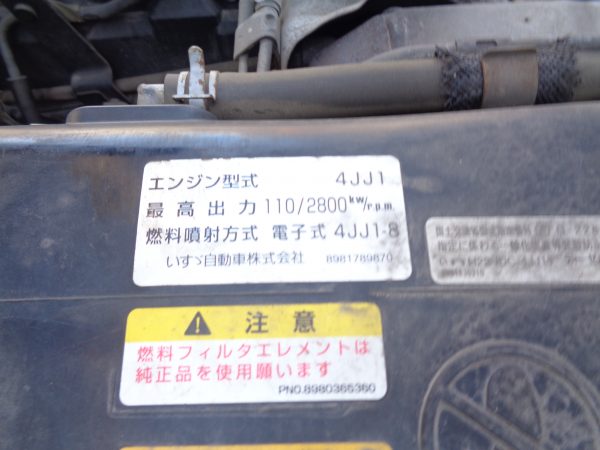 エンジン型式 4JJ1
最高出力 110/2800kw/r.p.m.
燃料噴射方式 電子式 4JJ1-8
いすゞ自動車株式会社 8981789870
注意
燃料フィルタエレメントは
純正品を使用願います
PNO.8980365360